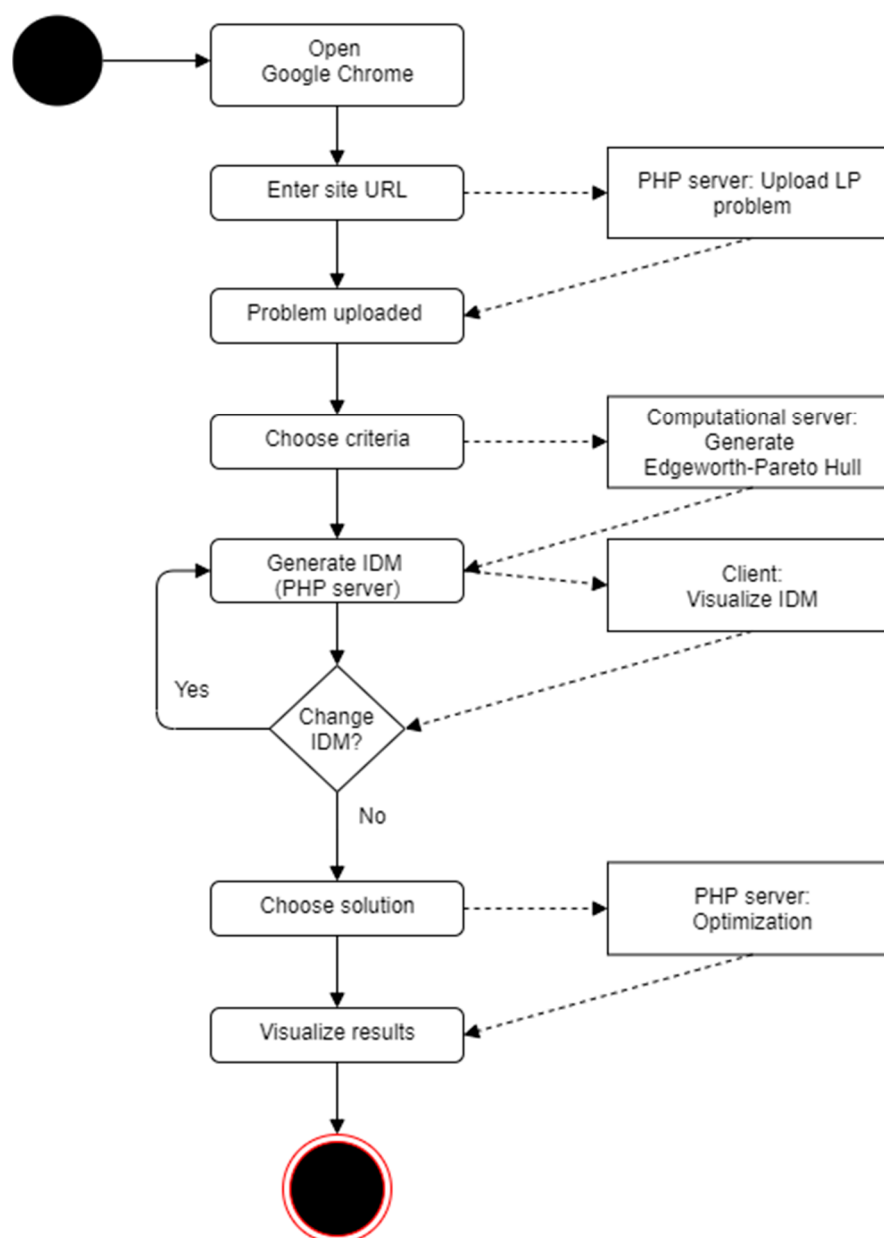 Open
Google Chrome
Enter site URL
PHP server: Upload LP
problem
Problem uploaded
Choose criteria
Computational server:
Generate
Edgeworth-Pareto Hull
Generate IDM
(PHP server)
Client:
Visualize IDM
Yes
Change
IDM?
No
Choose solution
PHP server:
Optimization
Visualize results